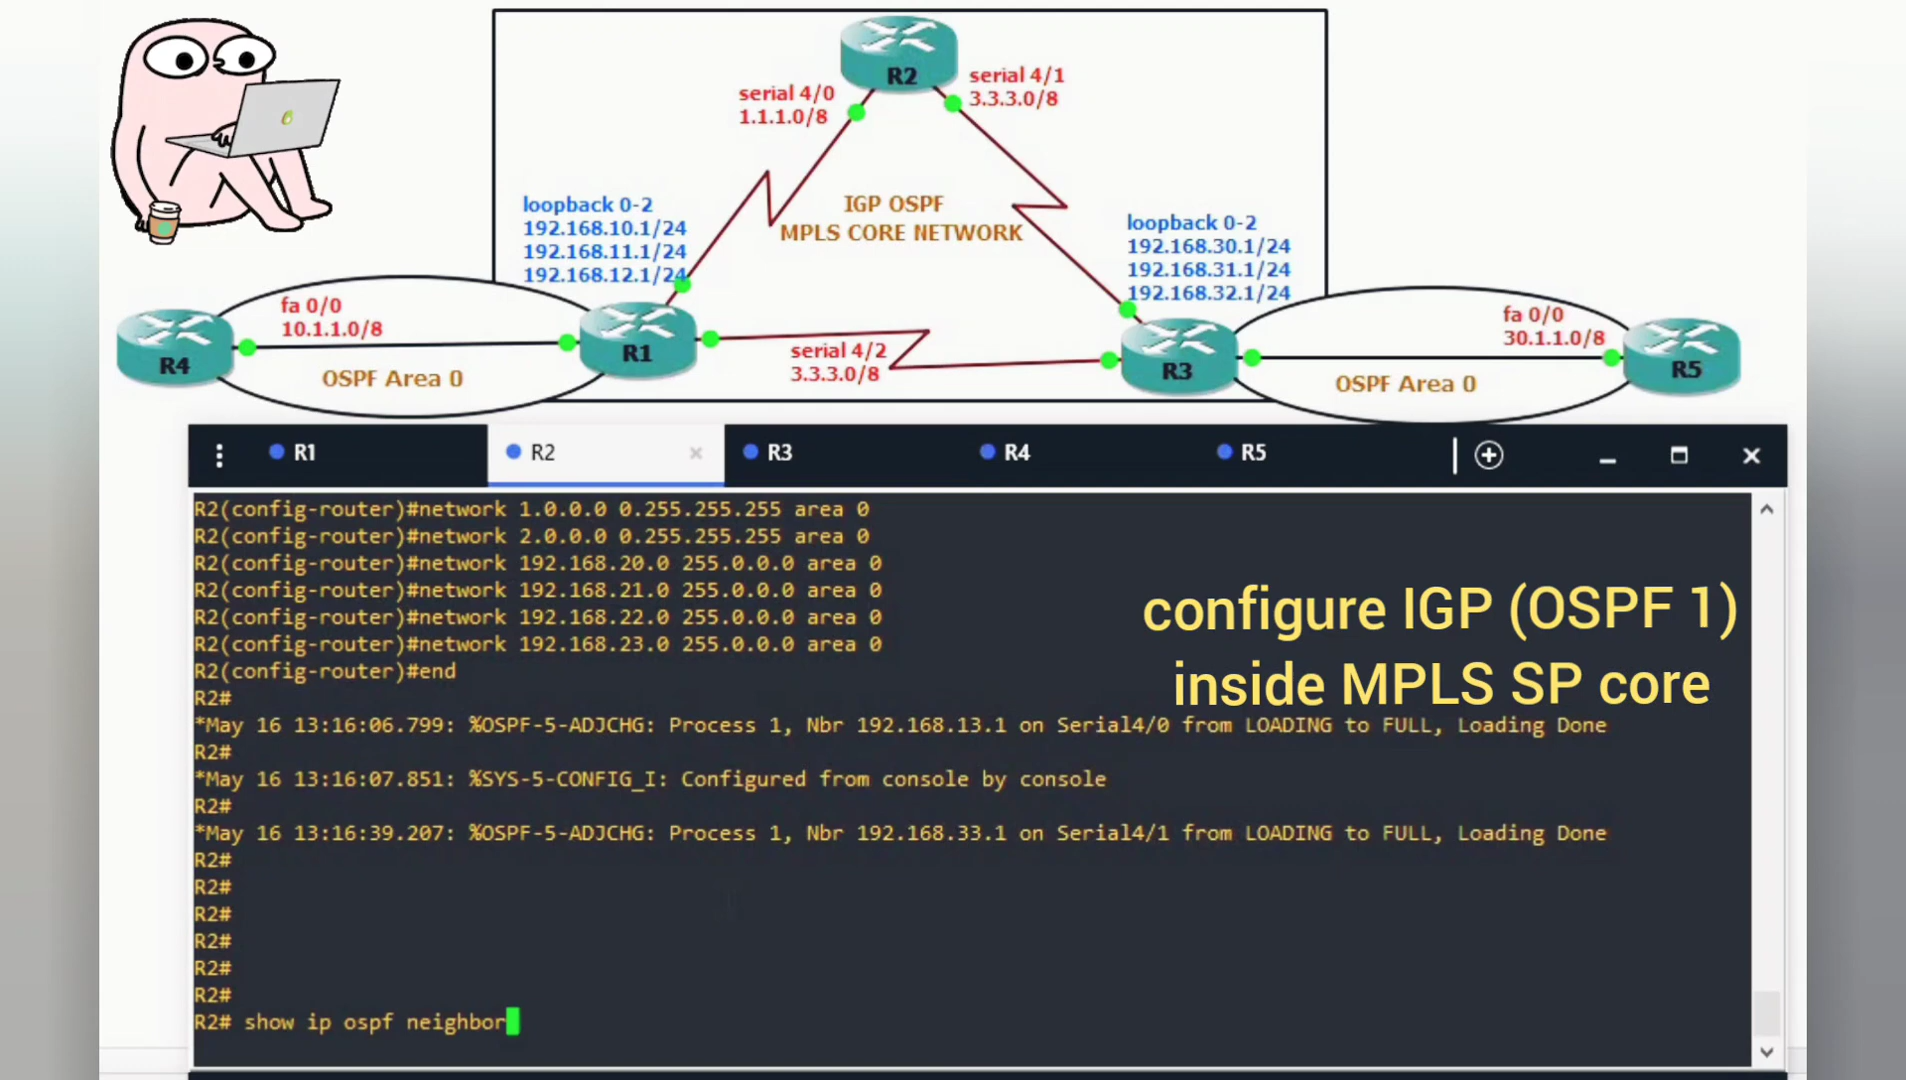 R2
serial 4/0
1.1.1.0/8
serial 4/1
3.3.3.0/8
IGP OSPF
MPLS CORE NETWORK
loopback 0-2
192.168.10.1/24
192.168.11.1/24
192.168.12.1/24
loopback 0-2
192.168.30.1/24
192.168.31.1/24
192.168.32.1/24
fa 0/0
10.1.1.0/8
R4
OSPF Area 0
R1
serial 4/2
3.3.3.0/8
R3
fa 0/0
30.1.1.0/8
OSPF Area 0
R5
R1
R2
R3
R4
R5
R2(config-router)#network 1.0.0.0 0.255.255.255 area 0
R2(config-router)#network 2.0.0.0 0.255.255.255 area 0
R2(config-router)#network 192.168.20.0 255.0.0.0 area 0
R2(config-router)#network 192.168.21.0 255.0.0.0 area 0
R2(config-router)#network 192.168.22.0 255.0.0.0 area 0
R2(config-router)#network 192.168.23.0 255.0.0.0 area 0
R2(config-router)#end
R2#
*May 16 13:16:06.799: %OSPF-5-ADJCHG: Process 1, Nbr 192.168.13.1 on Serial4/0 from LOADING to FULL, Loading Done
R2#
*May 16 13:16:07.851: %SYS-5-CONFIG_I: Configured from console by console
R2#
*May 16 13:16:39.207: %OSPF-5-ADJCHG: Process 1, Nbr 192.168.33.1 on Serial4/1 from LOADING to FULL, Loading Done
R2#
R2#
R2#
R2#
R2#
R2#
R2# show ip ospf neighbor
configure IGP (OSPF 1)
inside MPLS SP core